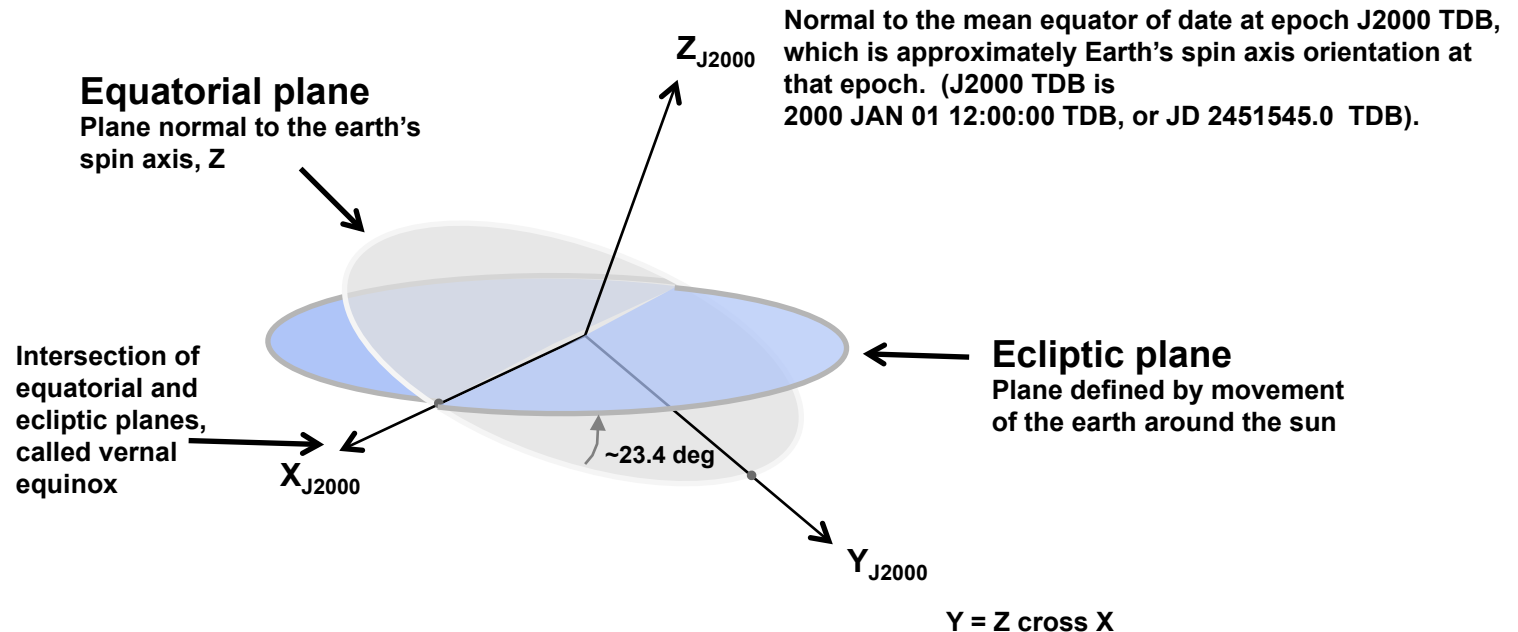 Normal to the mean equator of date at epoch J2000 TDB,
which is approximately Earth’s spin axis orientation at
that epoch.  (J2000 TDB is
2000 JAN 01 12:00:00 TDB, or JD 2451545.0  TDB).
Z_J2000
Equatorial plane
Plane normal to the earth’s
spin axis, Z
Intersection of
equatorial and
ecliptic planes,
called vernal
equinox
X_J2000
~23.4 deg
Ecliptic plane
Plane defined by movement
of the earth around the sun
Y_J2000
Y = Z cross X